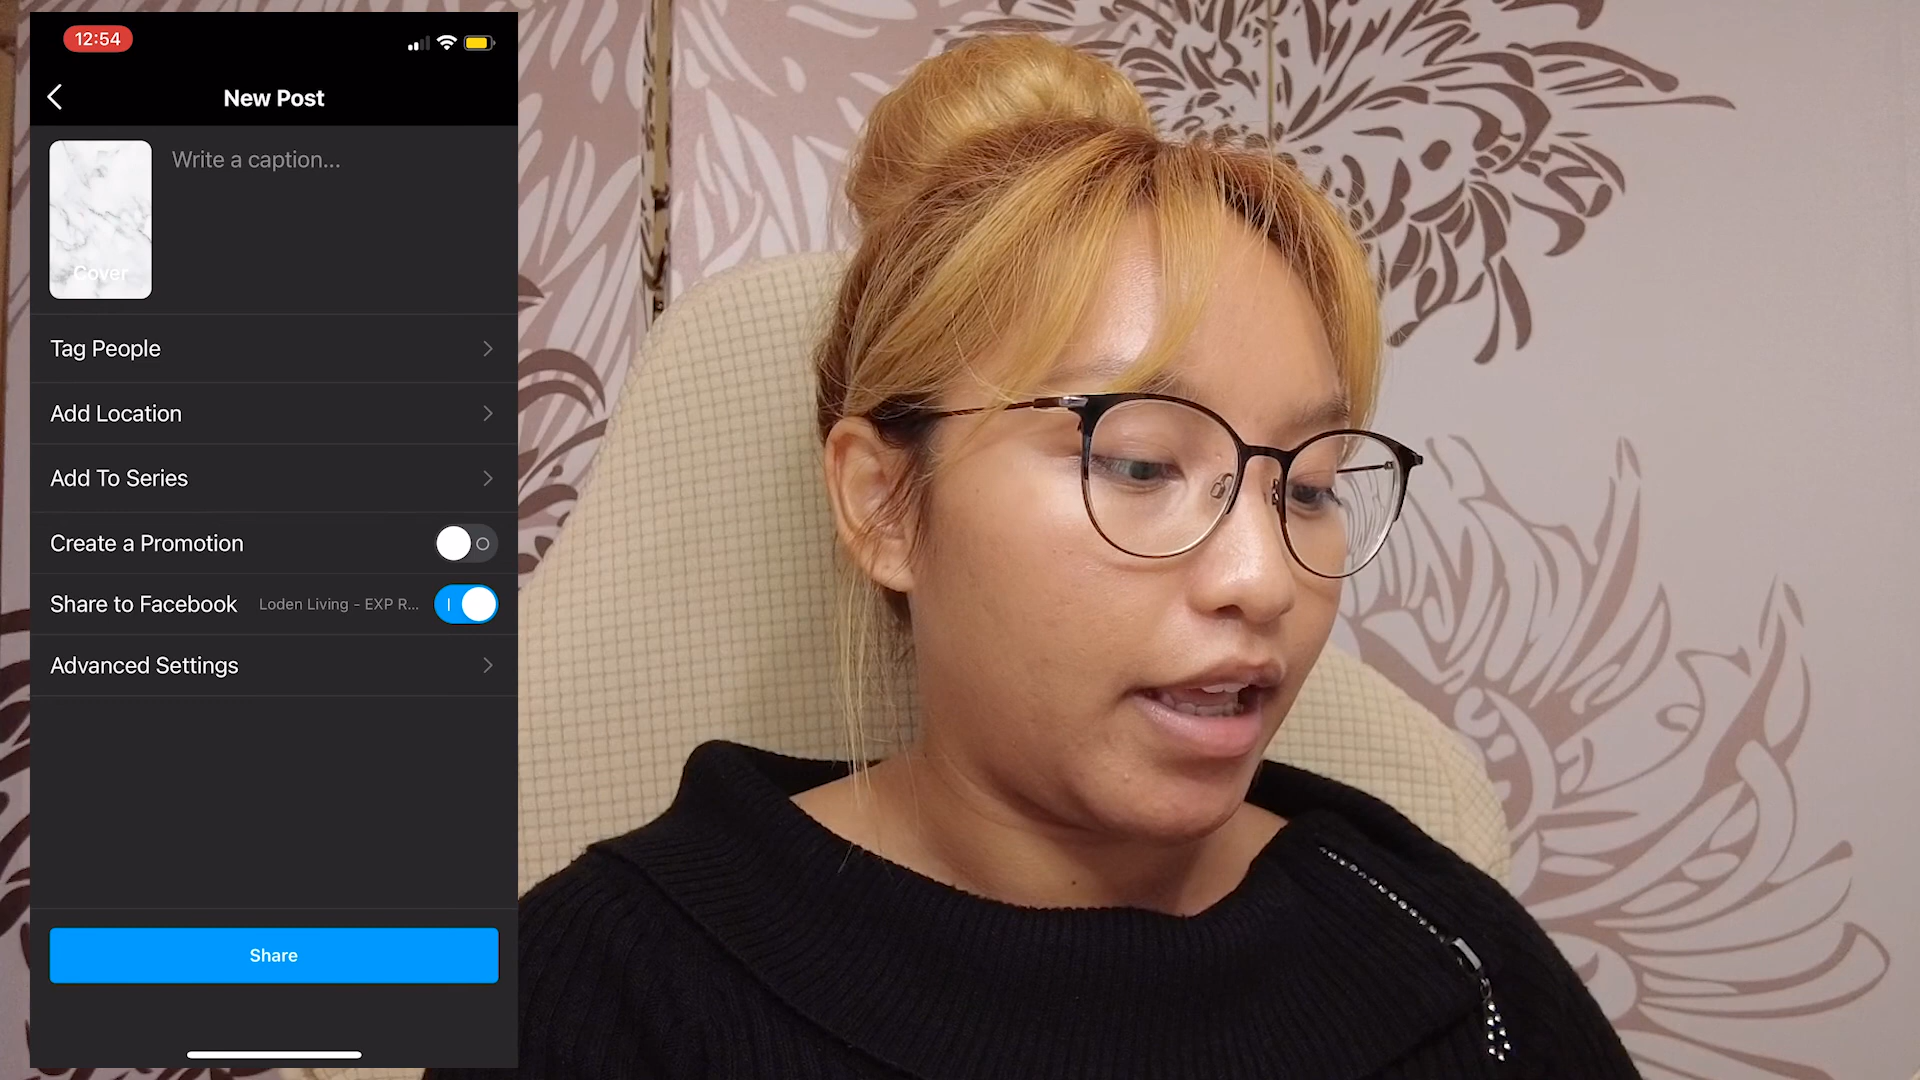 12:54
New Post
Write a caption...
Cover
Tag People
Add Location
Add To Series
Create a Promotion
Share to Facebook Loden Living - EXP R...
Advanced Settings
Share